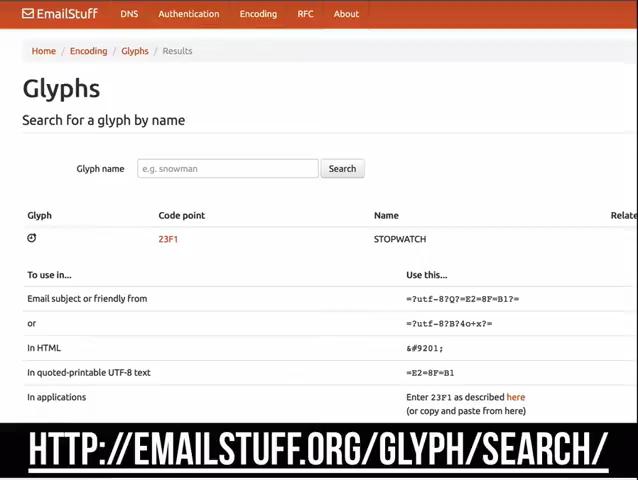 EmailStuff DNS Authentication Encoding RFC About
Home Encoding Glyphs Results
Glyphs
Search for a glyph by name
Glyph name e.g. snowman Search
Glyph Code point Name Relate
23F1 STOPWATCH
To use in... Use this...
Email subject or friendly from =?utf-8?Q?=E2=8F=B1?=
or =?utf-8?B?4o+x?=
In HTML &#9201;
In quoted-printable UTF-8 text =E2=8F=B1
In applications Enter 23F1 as described here
(or copy and paste from here)
HTTP://EMAILSTUFF.ORG/GLYPH/SEARCH/